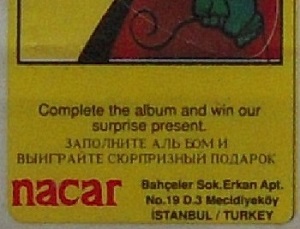 Complete the album and win our
surprise present.
ЗАПОЛНИТЕ АЛЬ БОМ И
ВЫИГРАЙТЕ СЮРПРИЗНЫЙ ПОДАРОК
nacar
Bahçeler Sok.Erkan Apt.
No.19 D.3 Mecidiyeköy
İSTANBUL / TURKEY